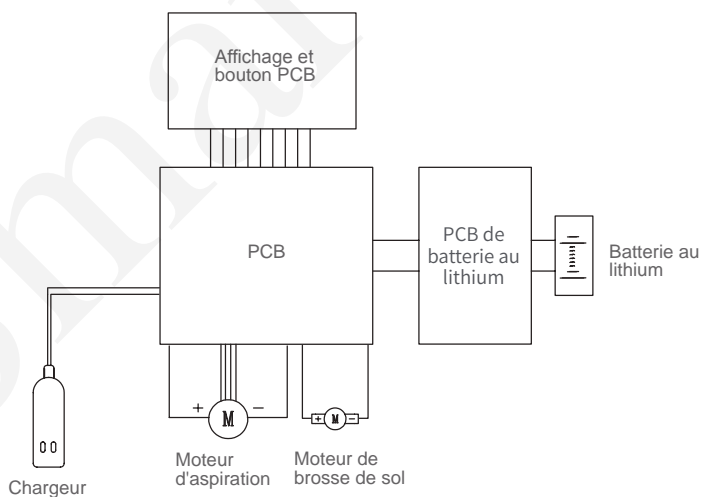 Affichage et
bouton PCB
PCB
PCB de
batterie au
lithium
Batterie au
lithium
+ M −
+ M −
Moteur
d'aspiration
Moteur de
brosse de sol
Chargeur